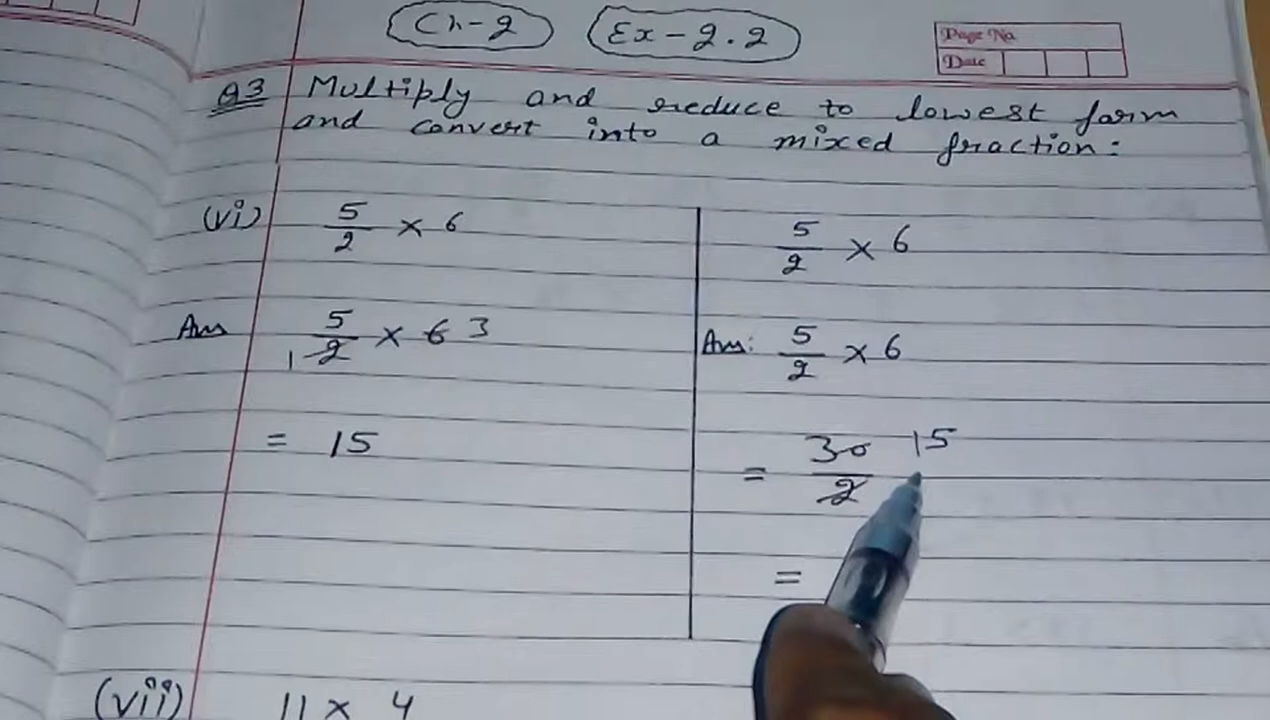 Ch-2 Ex-2.2
Page No.
Date
Q3 Multiply and reduce to lowest form
and convert into a mixed fraction:
(vi) 5/2 × 6
Ans 5/2 × 6 3
1
= 15
5/2 × 6
Ans: 5/2 × 6
= 30/2 15
=
(vii) 11 × 4